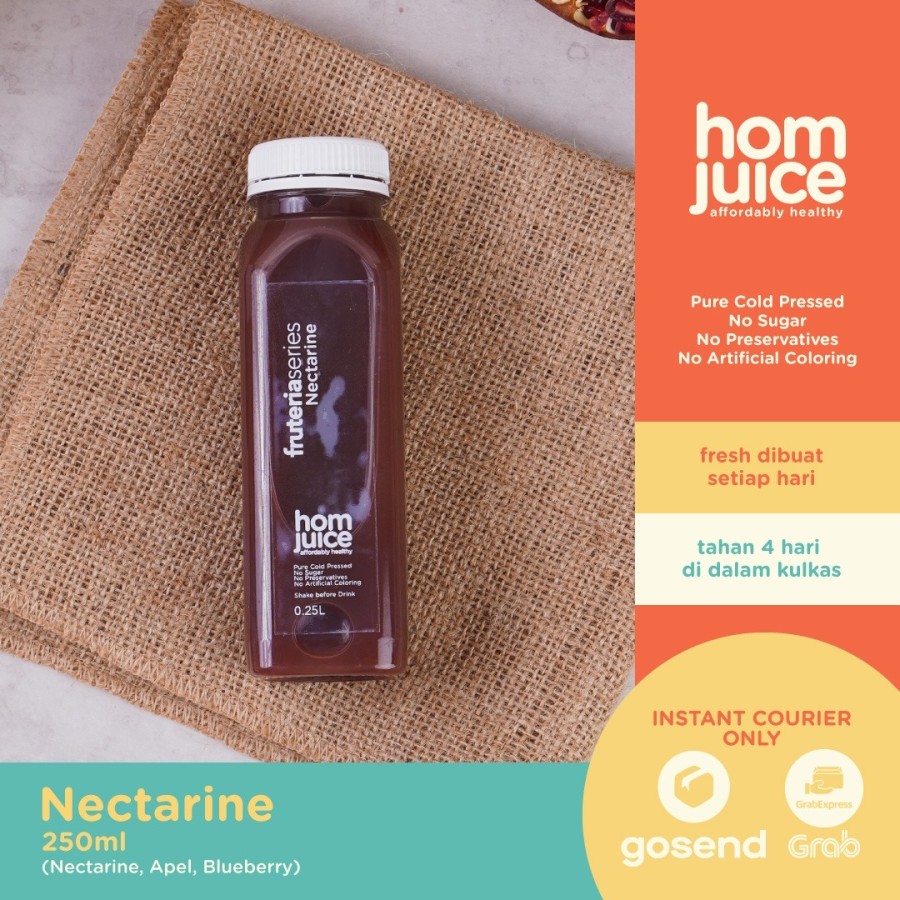 hom
juice
affordably healthy
Pure Cold Pressed
No Sugar
No Preservatives
No Artificial Coloring
fresh dibuat
setiap hari
tahan 4 hari
di dalam kulkas
INSTANT COURIER
ONLY
gosend
GrabExpress
Grab
fruteriaseries
Nectarine
hom
juice
affordably healthy
Pure Cold Pressed
No Sugar
No Preservatives
No Artificial Coloring
Shake before Drink
0.25L
Nectarine
250ml
(Nectarine, Apel, Blueberry)